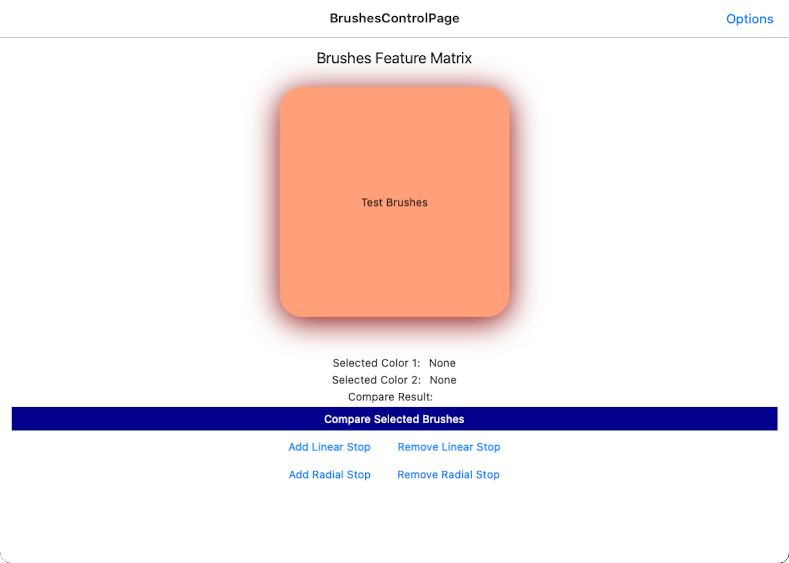 BrushesControlPage
Options
Brushes Feature Matrix
Test Brushes
Selected Color 1: None
Selected Color 2: None
Compare Result:
Compare Selected Brushes
Add Linear Stop Remove Linear Stop
Add Radial Stop Remove Radial Stop